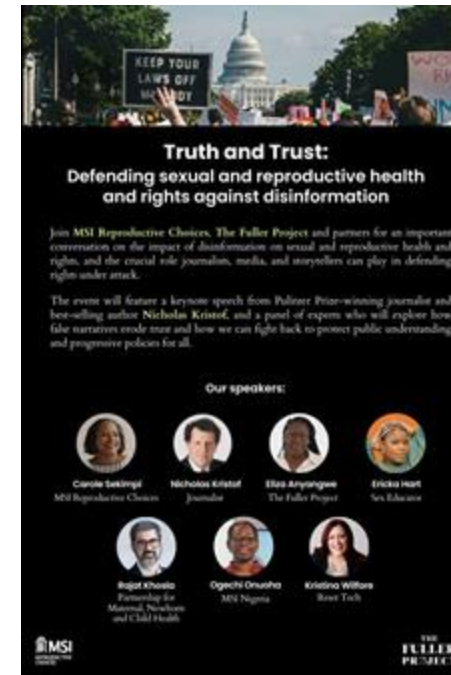 KEEP YOUR
LAWS OFF
MY BODY
WO
Truth and Trust:
Defending sexual and reproductive health
and rights against disinformation
Join MSI Reproductive Choices, The Fuller Project and partners for an important
conversation on the impact of disinformation on sexual and reproductive health and
rights, and the crucial role journalists, media, and storytellers can play in defending
rights under attack.
The event will feature a keynote speech from Pulitzer Prize-winning journalist and
best-selling author Nicholas Kristof, and a panel of experts who will explore how
false narratives erode trust and how we can fight back to protect public understanding
and progressive policies for all.
Our speakers:
Carole Sekimpi
MSI Reproductive Choices
Nicholas Kristof
Journalist
Eliza Anyangwe
The Fuller Project
Ericka Hart
Sex Educator
Rajat Khosla
Partnership for
Maternal, Newborn
and Child Health
Ogechi Onuoha
MSI Nigeria
Kristina Wilfore
Reset Tech
MSI
REPRODUCTIVE
CHOICES
THE
FULLER
PROJECT